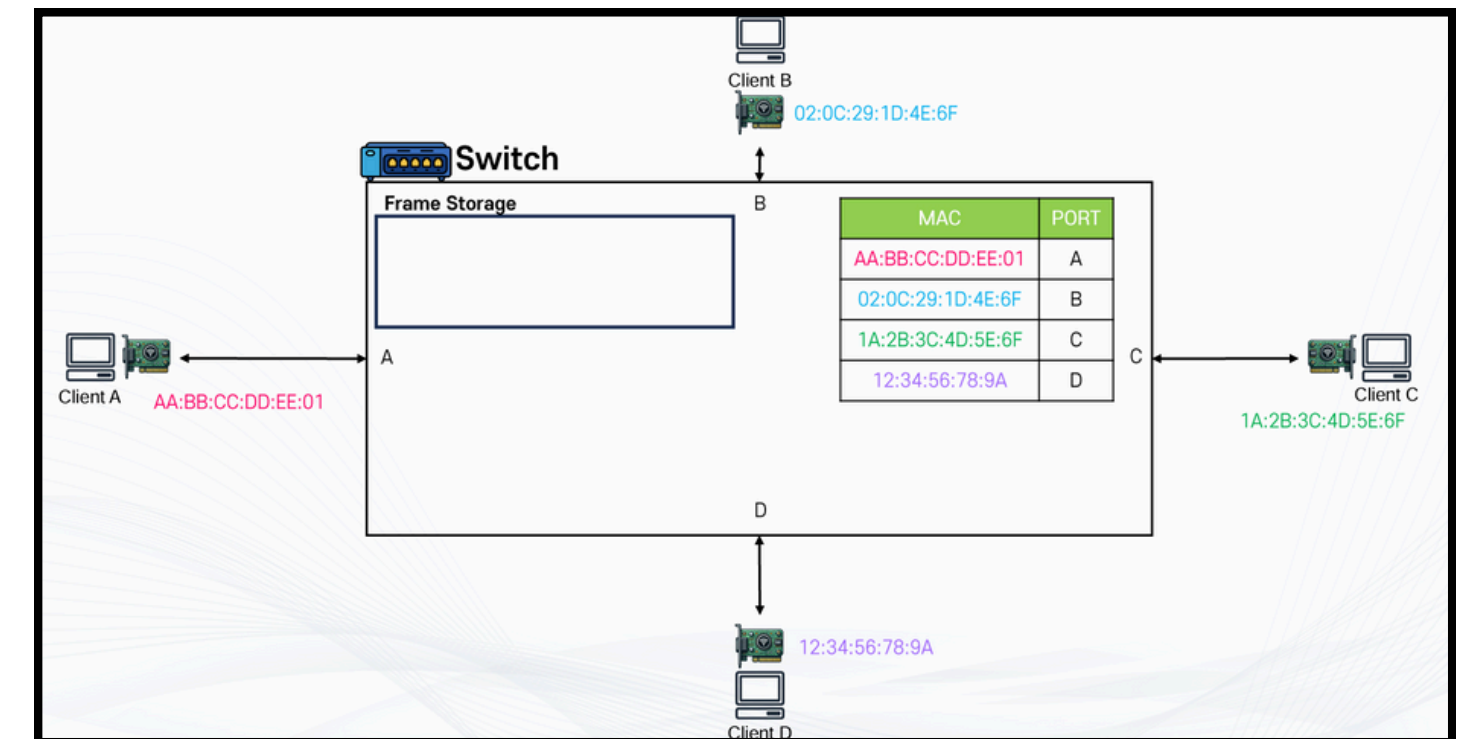 Client B
02:0C:29:1D:4E:6F
Switch
Frame Storage
B
MAC PORT
AA:BB:CC:DD:EE:01 A
02:0C:29:1D:4E:6F B
1A:2B:3C:4D:5E:6F C
12:34:56:78:9A D
A
C
Client A
AA:BB:CC:DD:EE:01
Client C
1A:2B:3C:4D:5E:6F
D
12:34:56:78:9A
Client D